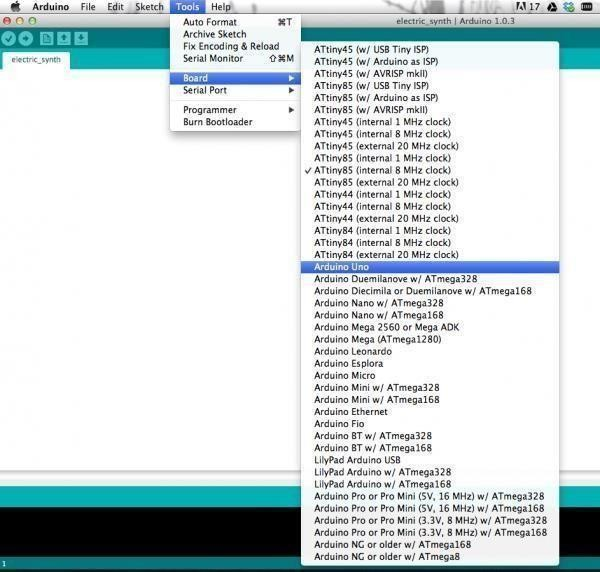 Arduino File Edit Sketch Tools Help 17
electric_synth | Arduino 1.0.3
electric_synth
Auto Format ⌘T
Archive Sketch
Fix Encoding & Reload
Serial Monitor ⇧⌘M
Board
Serial Port
Programmer
Burn Bootloader
ATtiny45 (w/ USB Tiny ISP)
ATtiny45 (w/ Arduino as ISP)
ATtiny45 (w/ AVRISP mkII)
ATtiny85 (w/ USB Tiny ISP)
ATtiny85 (w/ Arduino as ISP)
ATtiny85 (w/ AVRISP mkII)
ATtiny45 (internal 1 MHz clock)
ATtiny45 (internal 8 MHz clock)
ATtiny45 (external 20 MHz clock)
ATtiny85 (internal 1 MHz clock)
✓ ATtiny85 (internal 8 MHz clock)
ATtiny85 (external 20 MHz clock)
ATtiny44 (internal 1 MHz clock)
ATtiny44 (internal 8 MHz clock)
ATtiny44 (external 20 MHz clock)
ATtiny84 (internal 1 MHz clock)
ATtiny84 (internal 8 MHz clock)
ATtiny84 (external 20 MHz clock)
Arduino Uno
Arduino Duemilanove w/ ATmega328
Arduino Diecimila or Duemilanove w/ ATmega168
Arduino Nano w/ ATmega328
Arduino Nano w/ ATmega168
Arduino Mega 2560 or Mega ADK
Arduino Mega (ATmega1280)
Arduino Leonardo
Arduino Esplora
Arduino Micro
Arduino Mini w/ ATmega328
Arduino Mini w/ ATmega168
Arduino Ethernet
Arduino Fio
Arduino BT w/ ATmega328
Arduino BT w/ ATmega168
LilyPad Arduino USB
LilyPad Arduino w/ ATmega328
LilyPad Arduino w/ ATmega168
Arduino Pro or Pro Mini (5V, 16 MHz) w/ ATmega328
Arduino Pro or Pro Mini (5V, 16 MHz) w/ ATmega168
Arduino Pro or Pro Mini (3.3V, 8 MHz) w/ ATmega328
Arduino Pro or Pro Mini (3.3V, 8 MHz) w/ ATmega168
Arduino NG or older w/ ATmega168
Arduino NG or older w/ ATmega8
1